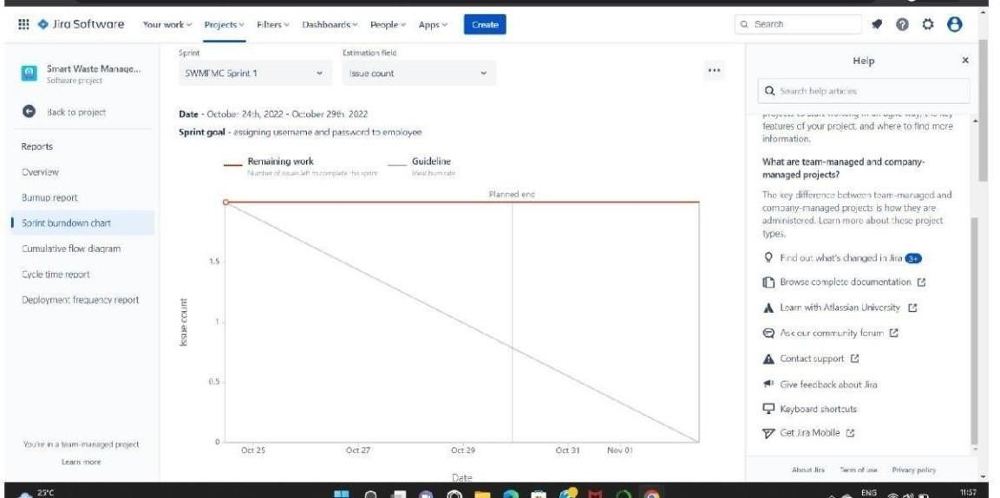 Jira Software
Your work Projects Filters Dashboards People Apps Create
Search
Smart Waste Manage...
Software project
Back to project
Reports
Overview
Burnup report
Sprint burndown chart
Cumulative flow diagram
Cycle time report
Deployment frequency report
You're in a team-managed project
Learn more
Sprint
Estimation field
Sprint 1
Issue count
Date - October 24th, 2022 - October 29th, 2022
Sprint goal - assigning username and password to employee
Remaining work
Number of issues left to complete the sprint
Guideline
Ideal burn rate
Planned end
1.5
1
0.5
0
Issue count
Oct 25
Oct 27
Oct 29
Oct 31
Nov 01
Date
Help
Search help articles
features of your project, and where to find more
information.
What are team-managed and company-
managed projects?
The key difference between team-managed and
company-managed projects is how they are
administered. Learn more about these project
types.
Find out what's changed in Jira 3+
Browse complete documentation
Learn with Atlassian University
Ask our community forum
Contact support
Give feedback about Jira
Keyboard shortcuts
Get Jira Mobile
About Jira
Term of use
Privacy policy
25°C
ENG
11:57